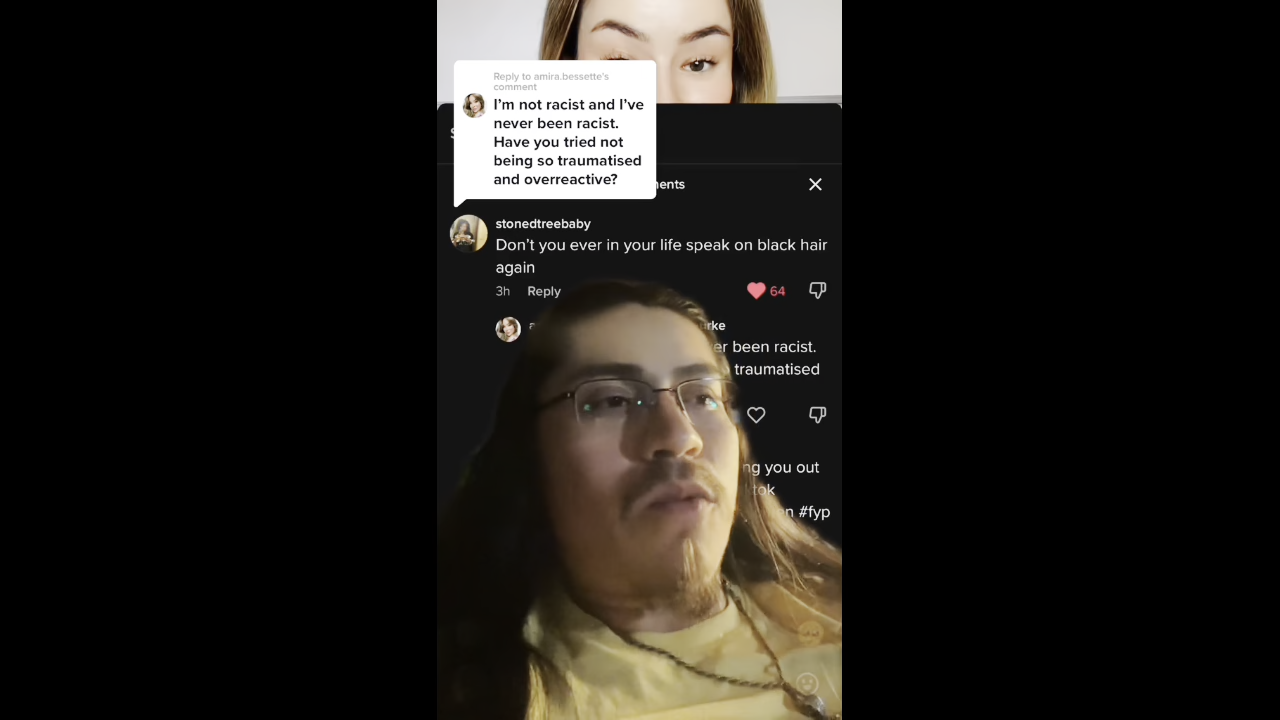 Reply to amira.bessette's
comment
I'm not racist and I've
never been racist.
Have you tried not
being so traumatised
and overreactive?
stonedtreebaby
Don't you ever in your life speak on black hair
again
3h Reply 64
been racist.
traumatised
you out
#fyp